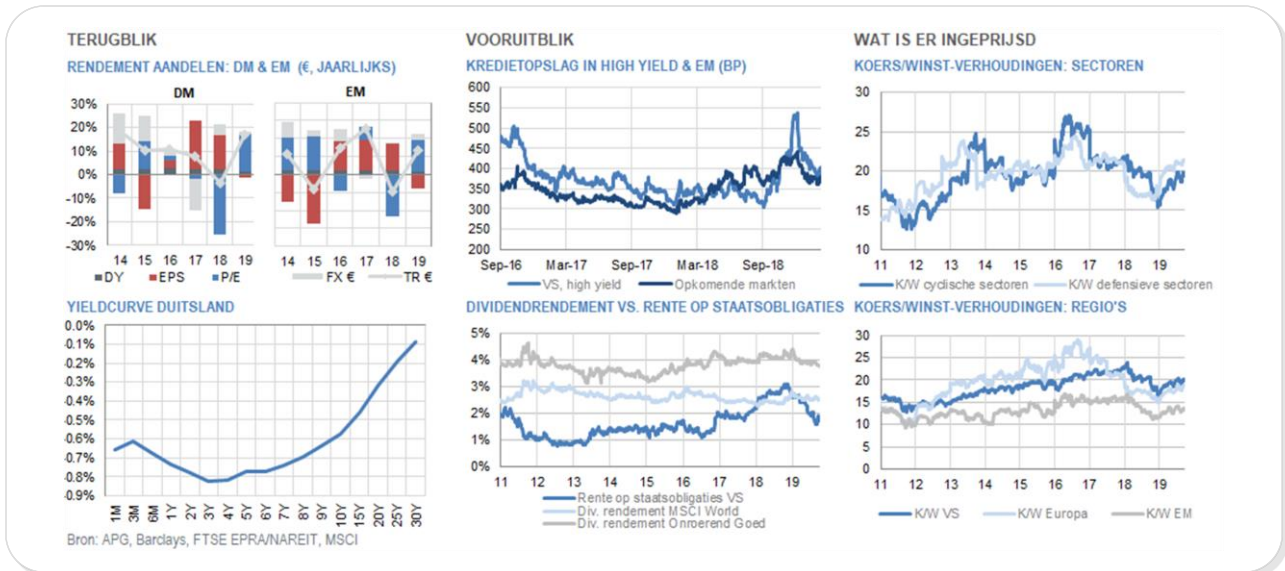 TERUGBLIK
RENDEMENT AANDELEN: DM & EM (€, JAARLIJKS)
DM
EM
30%
20%
10%
0%
-10%
-20%
-30%
14 15 16 17 18 19
14 15 16 17 18 19
DY EPS P/E FX € TR €
YIELDCURVE DUITSLAND
0.0%
-0.1%
-0.2%
-0.3%
-0.4%
-0.5%
-0.6%
-0.7%
-0.8%
-0.9%
1M 3M 6M 1Y 2Y 3Y 4Y 5Y 6Y 7Y 8Y 9Y 10Y 15Y 20Y 25Y 30Y
Bron: APG, Barclays, FTSE EPRA/NAREIT, MSCI
VOORUITBLIK
KREDIETOPSLAG IN HIGH YIELD & EM (BP)
600
550
500
450
400
350
300
250
200
Sep-16 Mar-17 Sep-17 Mar-18 Sep-18
VS, high yield Opkomende markten
DIVIDENDRENDEMENT VS. RENTE OP STAATSOBLIGATIES
5%
4%
3%
2%
1%
0%
11 12 13 14 15 16 17 18 19
Rente op staatsobligaties VS
Div. rendement MSCI World
Div. rendement Onroerend Goed
WAT IS ER INGEPRIJSD
KOERS/WINST-VERHOUDINGEN: SECTOREN
30
25
20
15
10
11 12 13 14 15 16 17 18 19
K/W cyclische sectoren K/W defensieve sectoren
KOERS/WINST-VERHOUDINGEN: REGIO'S
30
25
20
15
10
5
0
11 12 13 14 15 16 17 18 19
K/W VS K/W Europa K/W EM